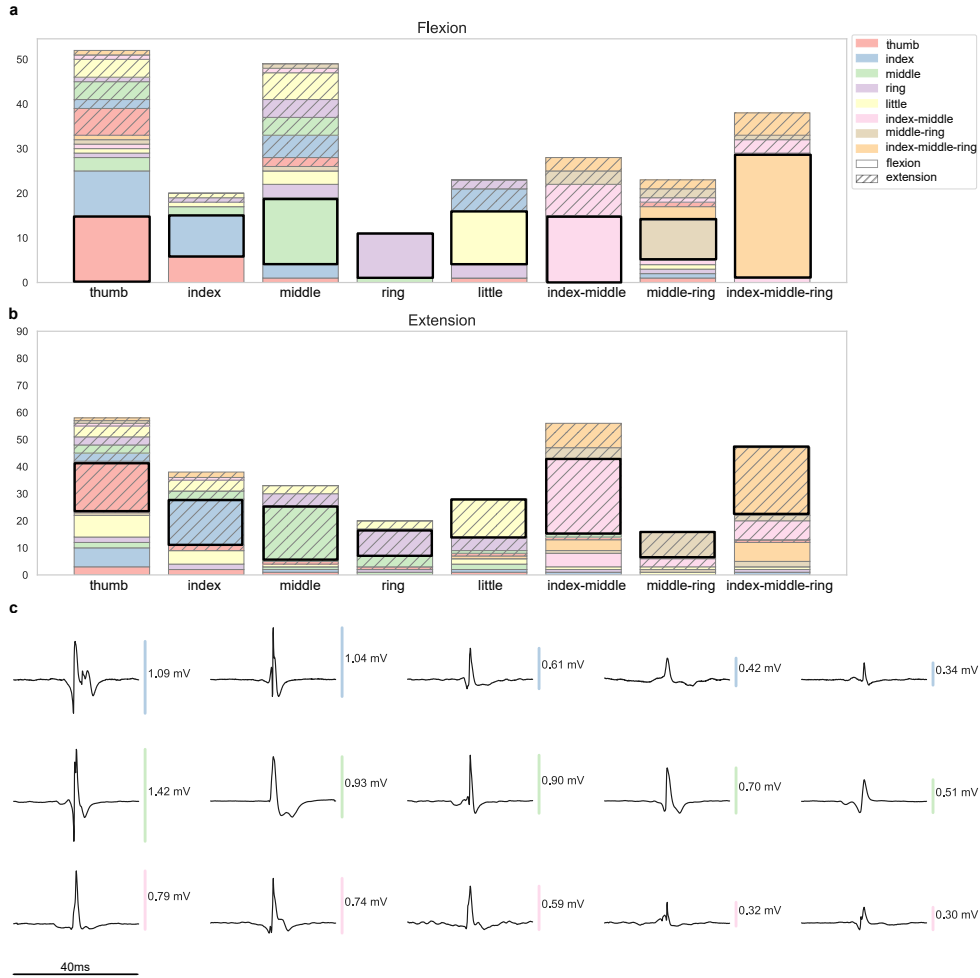 a
Flexion
50
40
30
20
10
0
thumb index middle ring little index-middle middle-ring index-middle-ring
thumb
index
middle
ring
little
index-middle
middle-ring
index-middle-ring
flexion
extension
b
Extension
90
80
70
60
50
40
30
20
10
0
thumb index middle ring little index-middle middle-ring index-middle-ring
c
1.09 mV 1.04 mV 0.61 mV 0.42 mV 0.34 mV
1.42 mV 0.93 mV 0.90 mV 0.70 mV 0.51 mV
0.79 mV 0.74 mV 0.59 mV 0.32 mV 0.30 mV
40ms